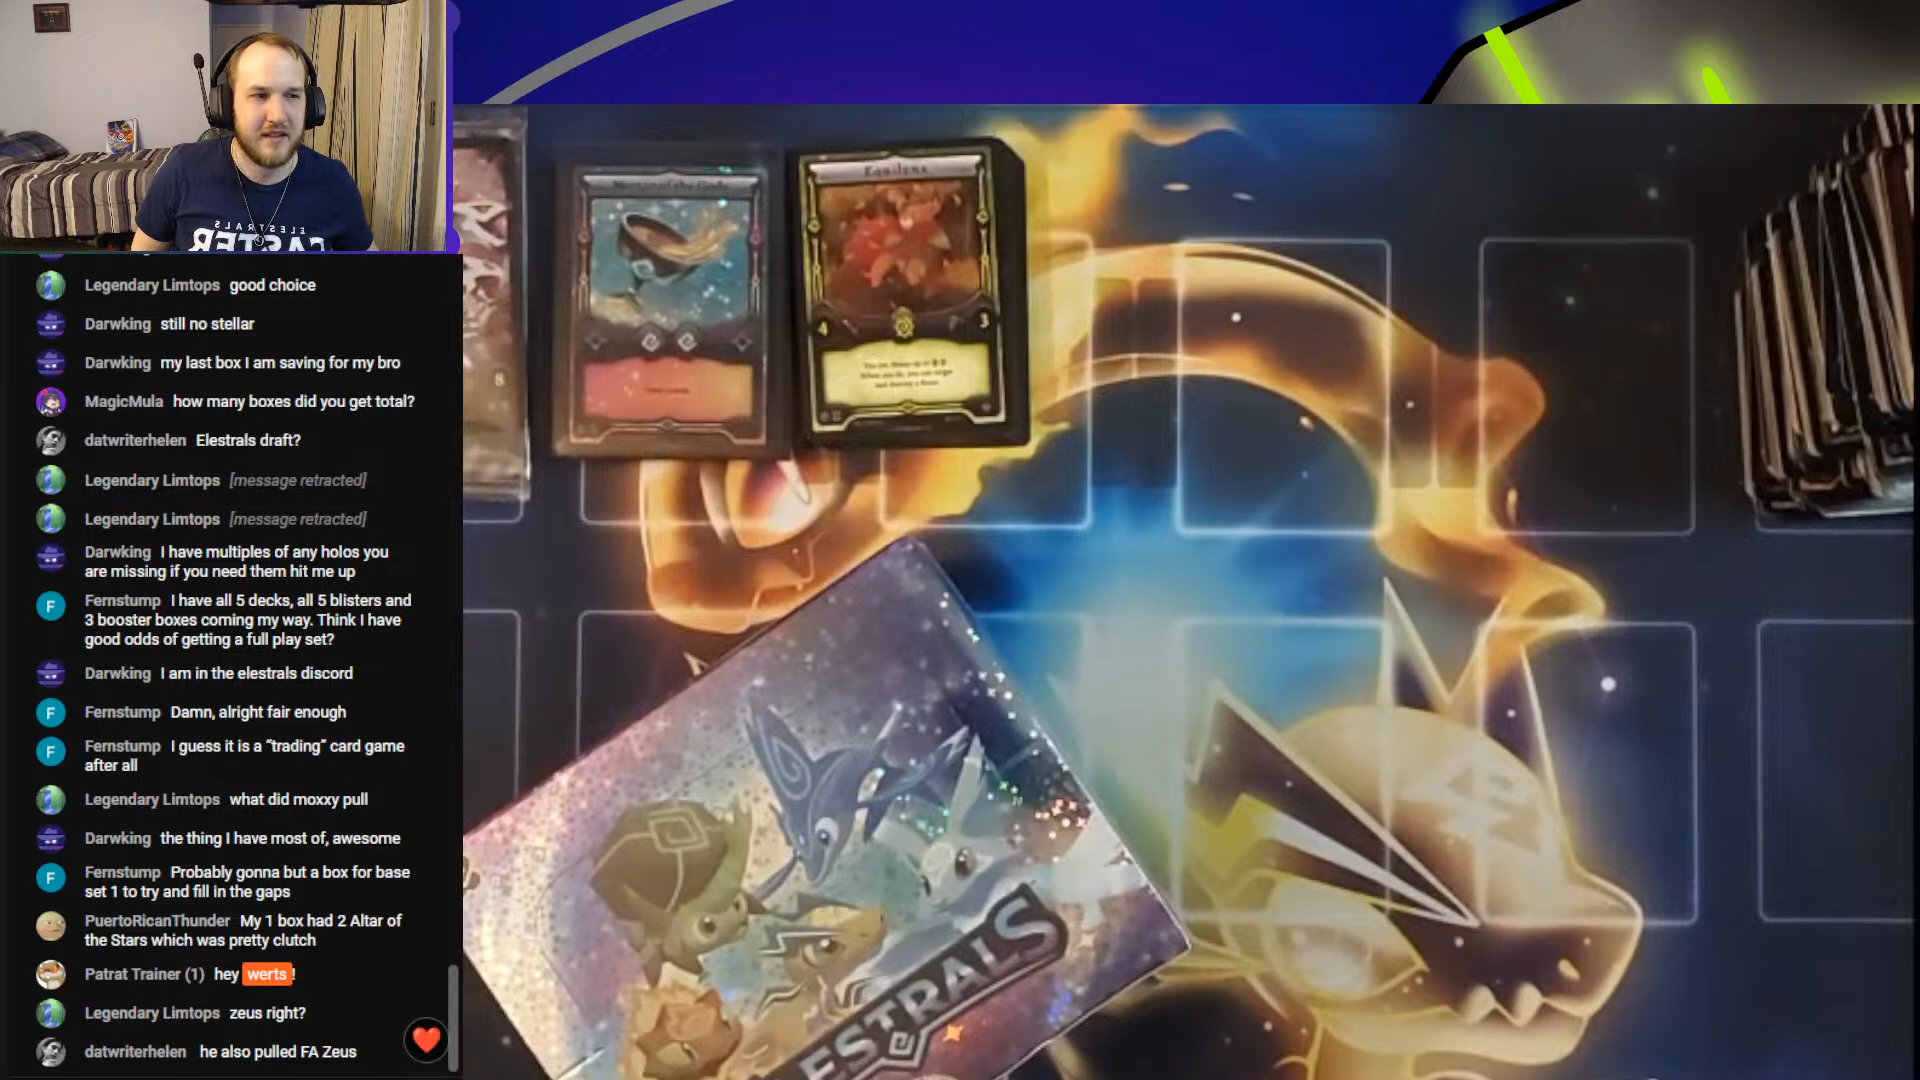 ELESTRALS
Legendary Limtops good choice
Darwking still no stellar
Darwking my last box I am saving for my bro
MagicMula how many boxes did you get total?
datwriterhelen Elestrals draft?
Legendary Limtops [message retracted]
Legendary Limtops [message retracted]
Darwking I have multiples of any holos you
are missing if you need them hit me up
F
Fernstump I have all 5 decks, all 5 blisters and
3 booster boxes coming my way. Think I have
good odds of getting a full play set?
Darwking I am in the elestrals discord
F
Fernstump Damn, alright fair enough
F
Fernstump I guess it is a “trading” card game
after all
Legendary Limtops what did moxxy pull
Darwking the thing I have most of, awesome
F
Fernstump Probably gonna but a box for base
set 1 to try and fill in the gaps
PuertoRicanThunder My 1 box had 2 Altar of
the Stars which was pretty clutch
Patrat Trainer (1) hey werts!
Legendary Limtops zeus right?
datwriterhelen he also pulled FA Zeus
8
4
3
ESTRALS